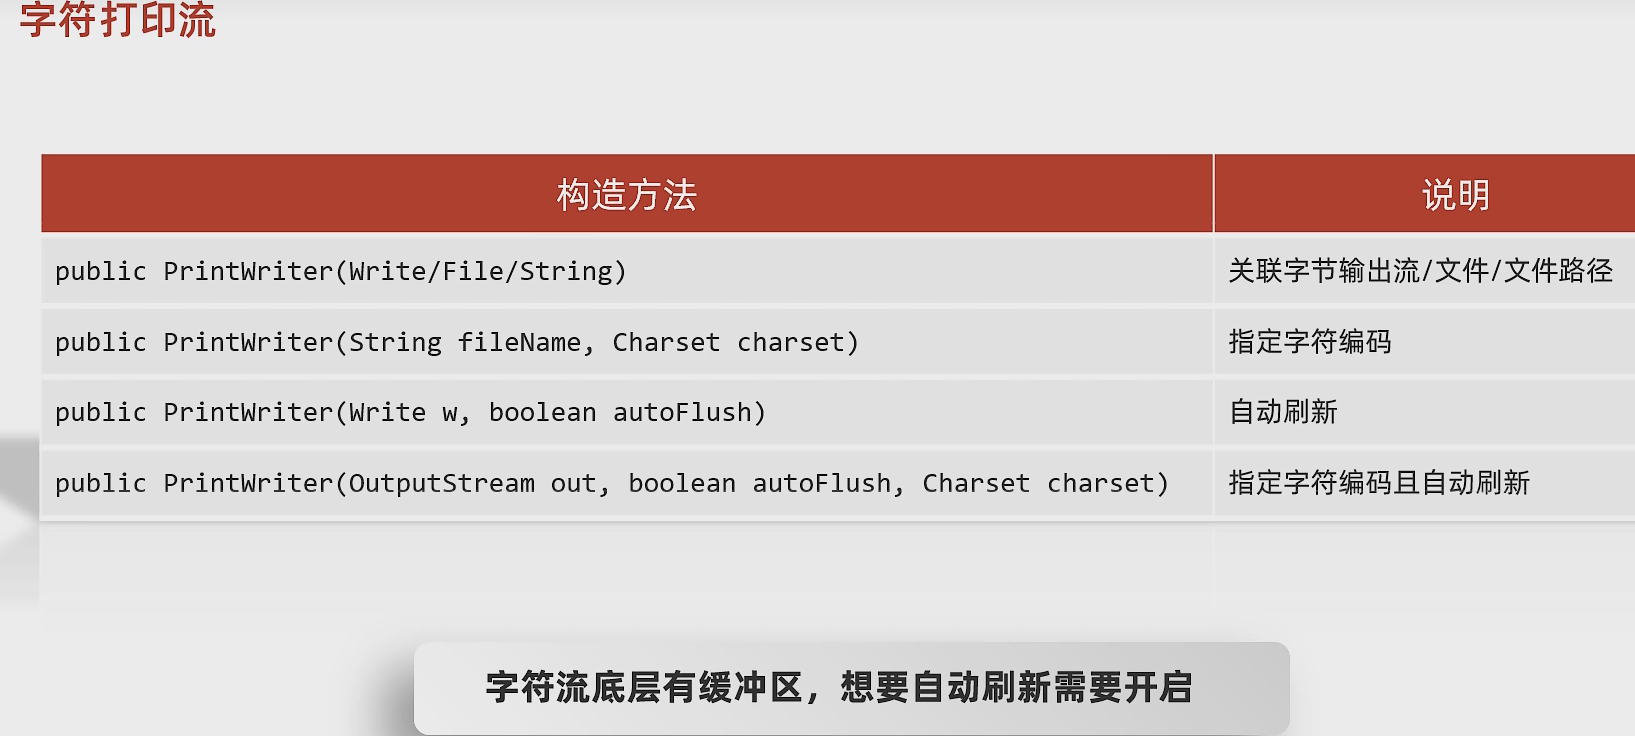 字符打印流
构造方法 说明
public PrintWriter(Write/File/String) 关联字节输出流/文件/文件路径
public PrintWriter(String fileName, Charset charset) 指定字符编码
public PrintWriter(Write w, boolean autoFlush) 自动刷新
public PrintWriter(OutputStream out, boolean autoFlush, Charset charset) 指定字符编码且自动刷新
字符流底层有缓冲区，想要自动刷新需要开启